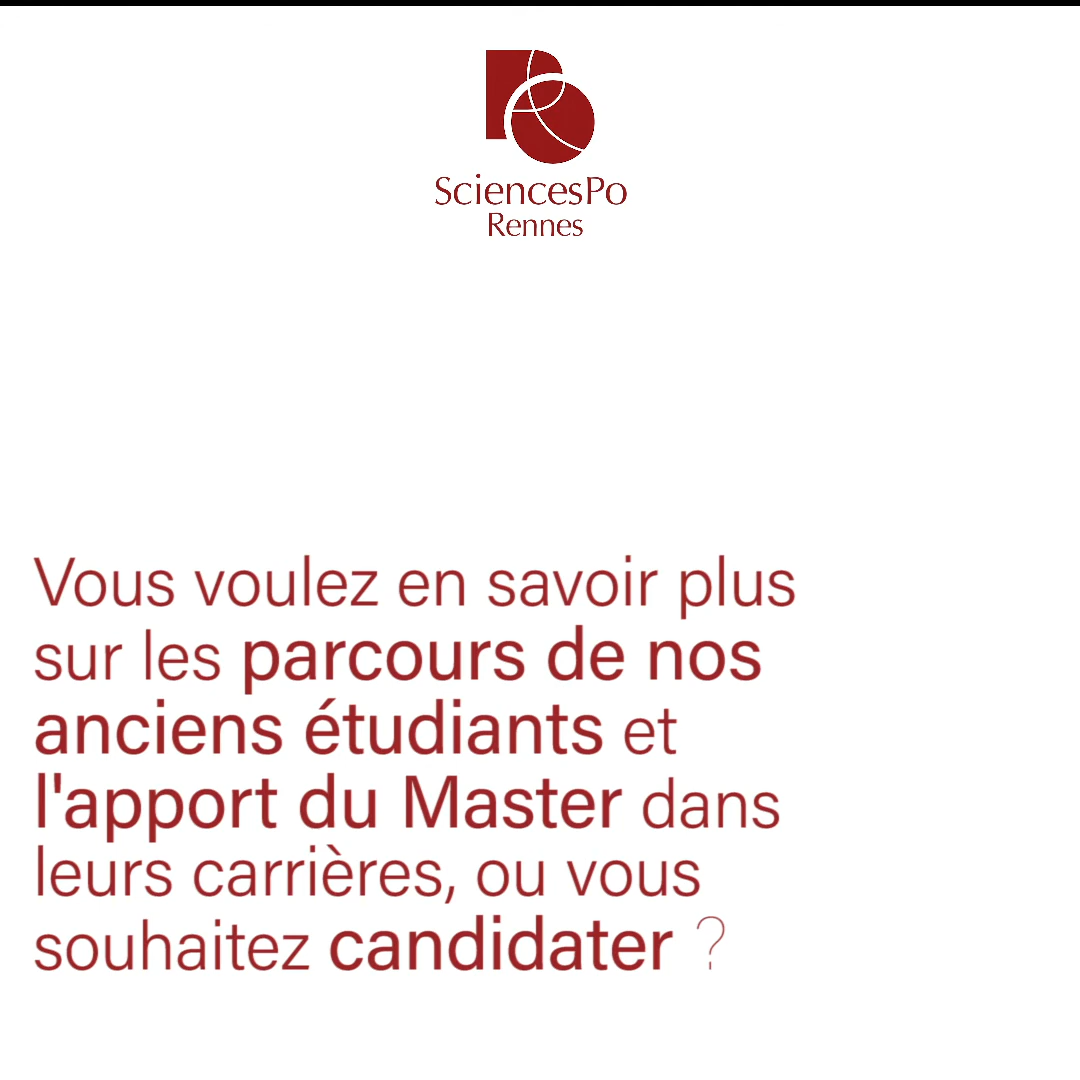 SciencesPo
Rennes
Vous voulez en savoir plus
sur les parcours de nos
anciens étudiants et
l'apport du Master dans
leurs carrières, ou vous
souhaitez candidater ?